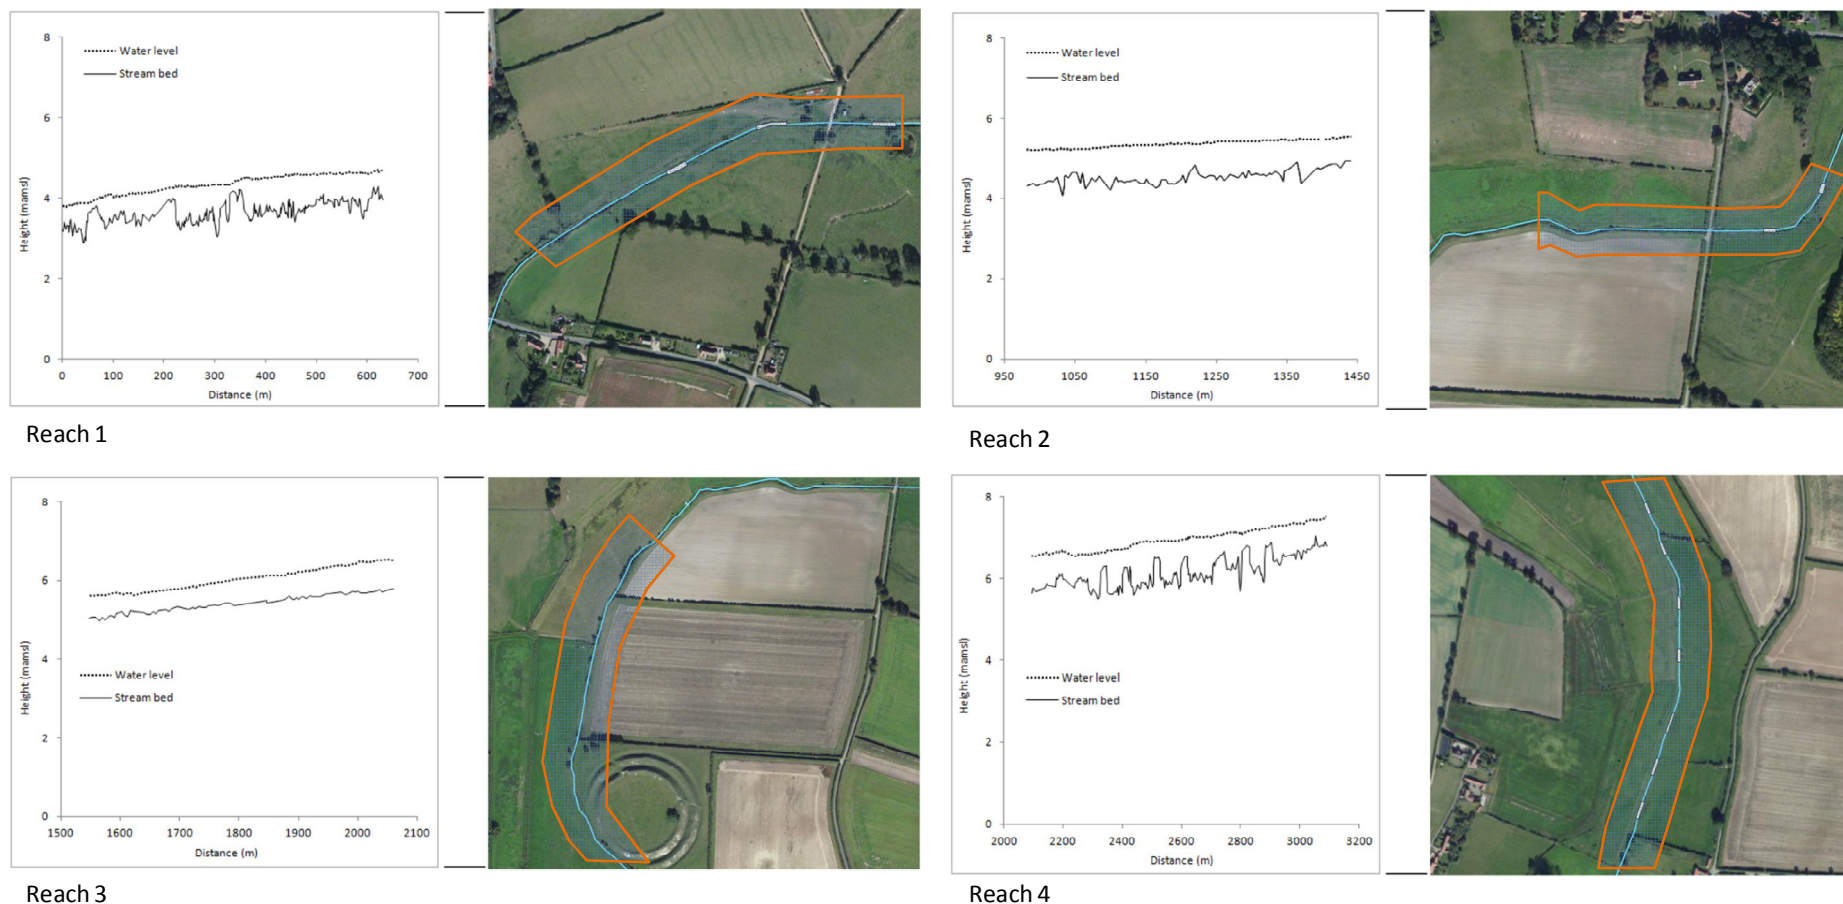 8
6
4
2
0
Height (mamsl)
Water level
Stream bed
0 100 200 300 400 500 600 700
Distance (m)
Reach 1
8
6
4
2
0
Height (mamsl)
Water level
Stream bed
950 1050 1150 1250 1350 1450
Distance (m)
Reach 2
8
6
4
2
0
Height (mamsl)
Water level
Stream bed
1500 1600 1700 1800 1900 2000 2100
Distance (m)
Reach 3
8
6
4
2
0
Height (mamsl)
Water level
Stream bed
2000 2200 2400 2600 2800 3000 3200
Distance (m)
Reach 4